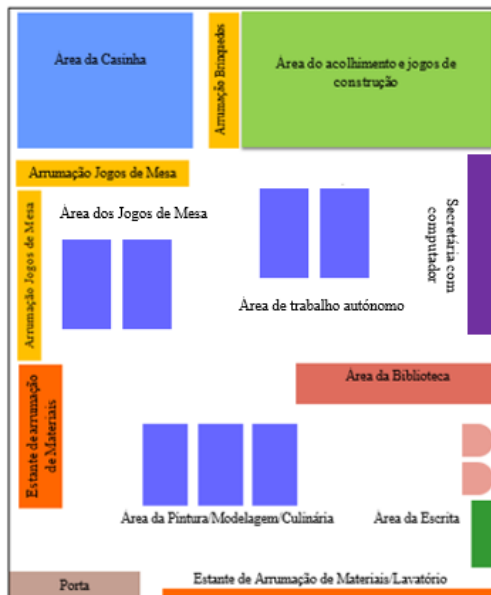 Área da Casinha
Arrumação Brinquedos
Área do acolhimento e jogos de
construção
Arrumação Jogos de Mesa
Arrumação Jogos de Mesa
Área dos Jogos de Mesa
Secretária com
computador
Área de trabalho autónomo
Área da Biblioteca
Estante de arrumação
de Materiais
Área da Pintura/Modelagem/Culinária
Área da Escrita
Porta
Estante de Arrumação de Materiais/Lavatório